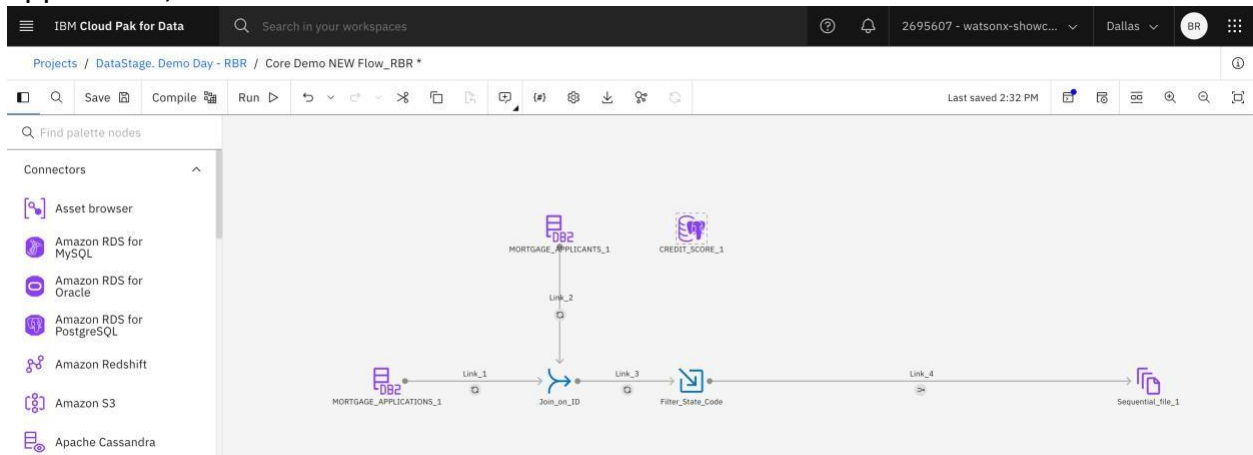 IBM Cloud Pak for Data
Search in your workspaces
2695607 - watsonx-showc...
Dallas
BR
Projects / DataStage. Demo Day - RBR / Core Demo NEW Flow_RBR *
Save
Compile
Run
Last saved 2:32 PM
Find palette nodes
Connectors
Asset browser
Amazon RDS for
MySQL
Amazon RDS for
Oracle
Amazon RDS for
PostgreSQL
Amazon Redshift
Amazon S3
Apache Cassandra
DB2
MORTGAGE_APPLICANTS_1
CREDIT_SCORE_1
Link_2
Link_1
Link_3
Link_4
DB2
MORTGAGE_APPLICATIONS_1
Join_on_ID
Filter_State_Code
Sequential_file_1